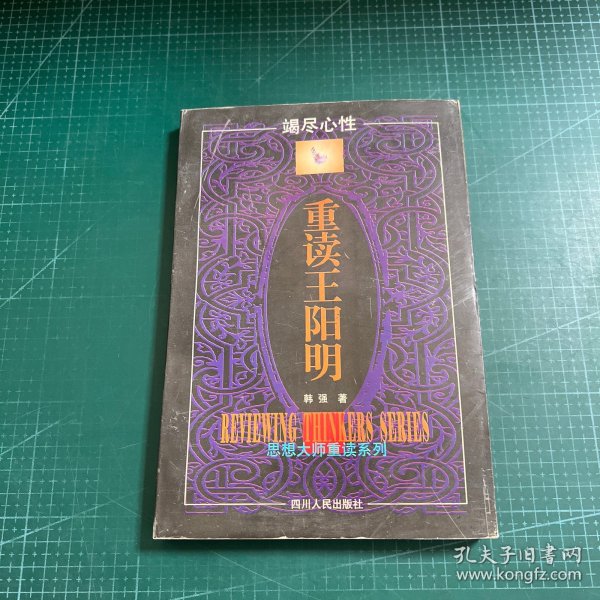 竭尽心性
重读王阳明
韩强 著
REVIEWING THINKERS SERIES
思想大师重读系列
四川人民出版社
孔夫子旧书网
www.kongfz.com